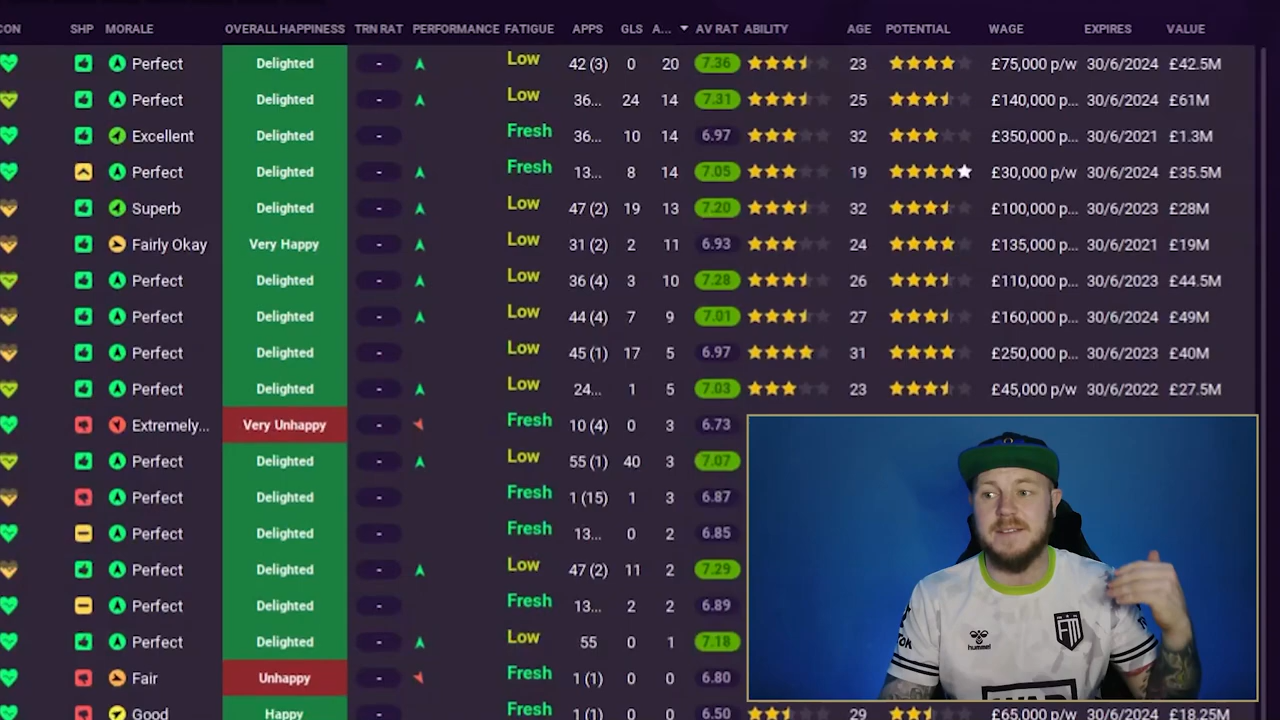 CON SHP MORALE OVERALL HAPPINESS TRN RAT PERFORMANCE FATIGUE APPS GLS A... AV RAT ABILITY AGE POTENTIAL WAGE EXPIRES VALUE
Perfect Delighted - Low 42 (3) 0 20 7.36 23 £75,000 p/w 30/6/2024 £42.5M
Perfect Delighted - Low 36... 24 14 7.31 25 £140,000 p... 30/6/2024 £61M
Excellent Delighted - Fresh 36... 10 14 6.97 32 £350,000 p... 30/6/2021 £1.3M
Perfect Delighted - Fresh 13... 8 14 7.05 19 £30,000 p/w 30/6/2024 £35.5M
Superb Delighted - Low 47 (2) 19 13 7.20 32 £100,000 p... 30/6/2023 £28M
Fairly Okay Very Happy - Low 31 (2) 2 11 6.93 24 £135,000 p... 30/6/2021 £19M
Perfect Delighted - Low 36 (4) 3 10 7.28 26 £110,000 p... 30/6/2024 £44.5M
Perfect Delighted - Low 44 (4) 7 9 7.01 27 £160,000 p... 30/6/2024 £49M
Perfect Delighted - Low 45 (1) 17 5 6.97 31 £250,000 p... 30/6/2023 £40M
Perfect Delighted - Low 24... 1 5 7.03 23 £45,000 p/w 30/6/2022 £27.5M
Extremely... Very Unhappy - Fresh 10 (4) 0 3 6.73
Perfect Delighted - Low 55 (1) 40 3 7.07
Perfect Delighted - Fresh 1 (15) 1 3 6.87
Perfect Delighted - Fresh 13... 0 2 6.85
Perfect Delighted - Low 47 (2) 11 2 7.29
Perfect Delighted - Fresh 13... 2 2 6.89
Perfect Delighted - Low 55 0 1 7.18
Fair Unhappy - Fresh 1 (1) 0 0 6.80
Good Happy - Fresh 1 (1) 0 0 6.50 29 £65,000 p/w 30/6/2024 £18.25M
hummel